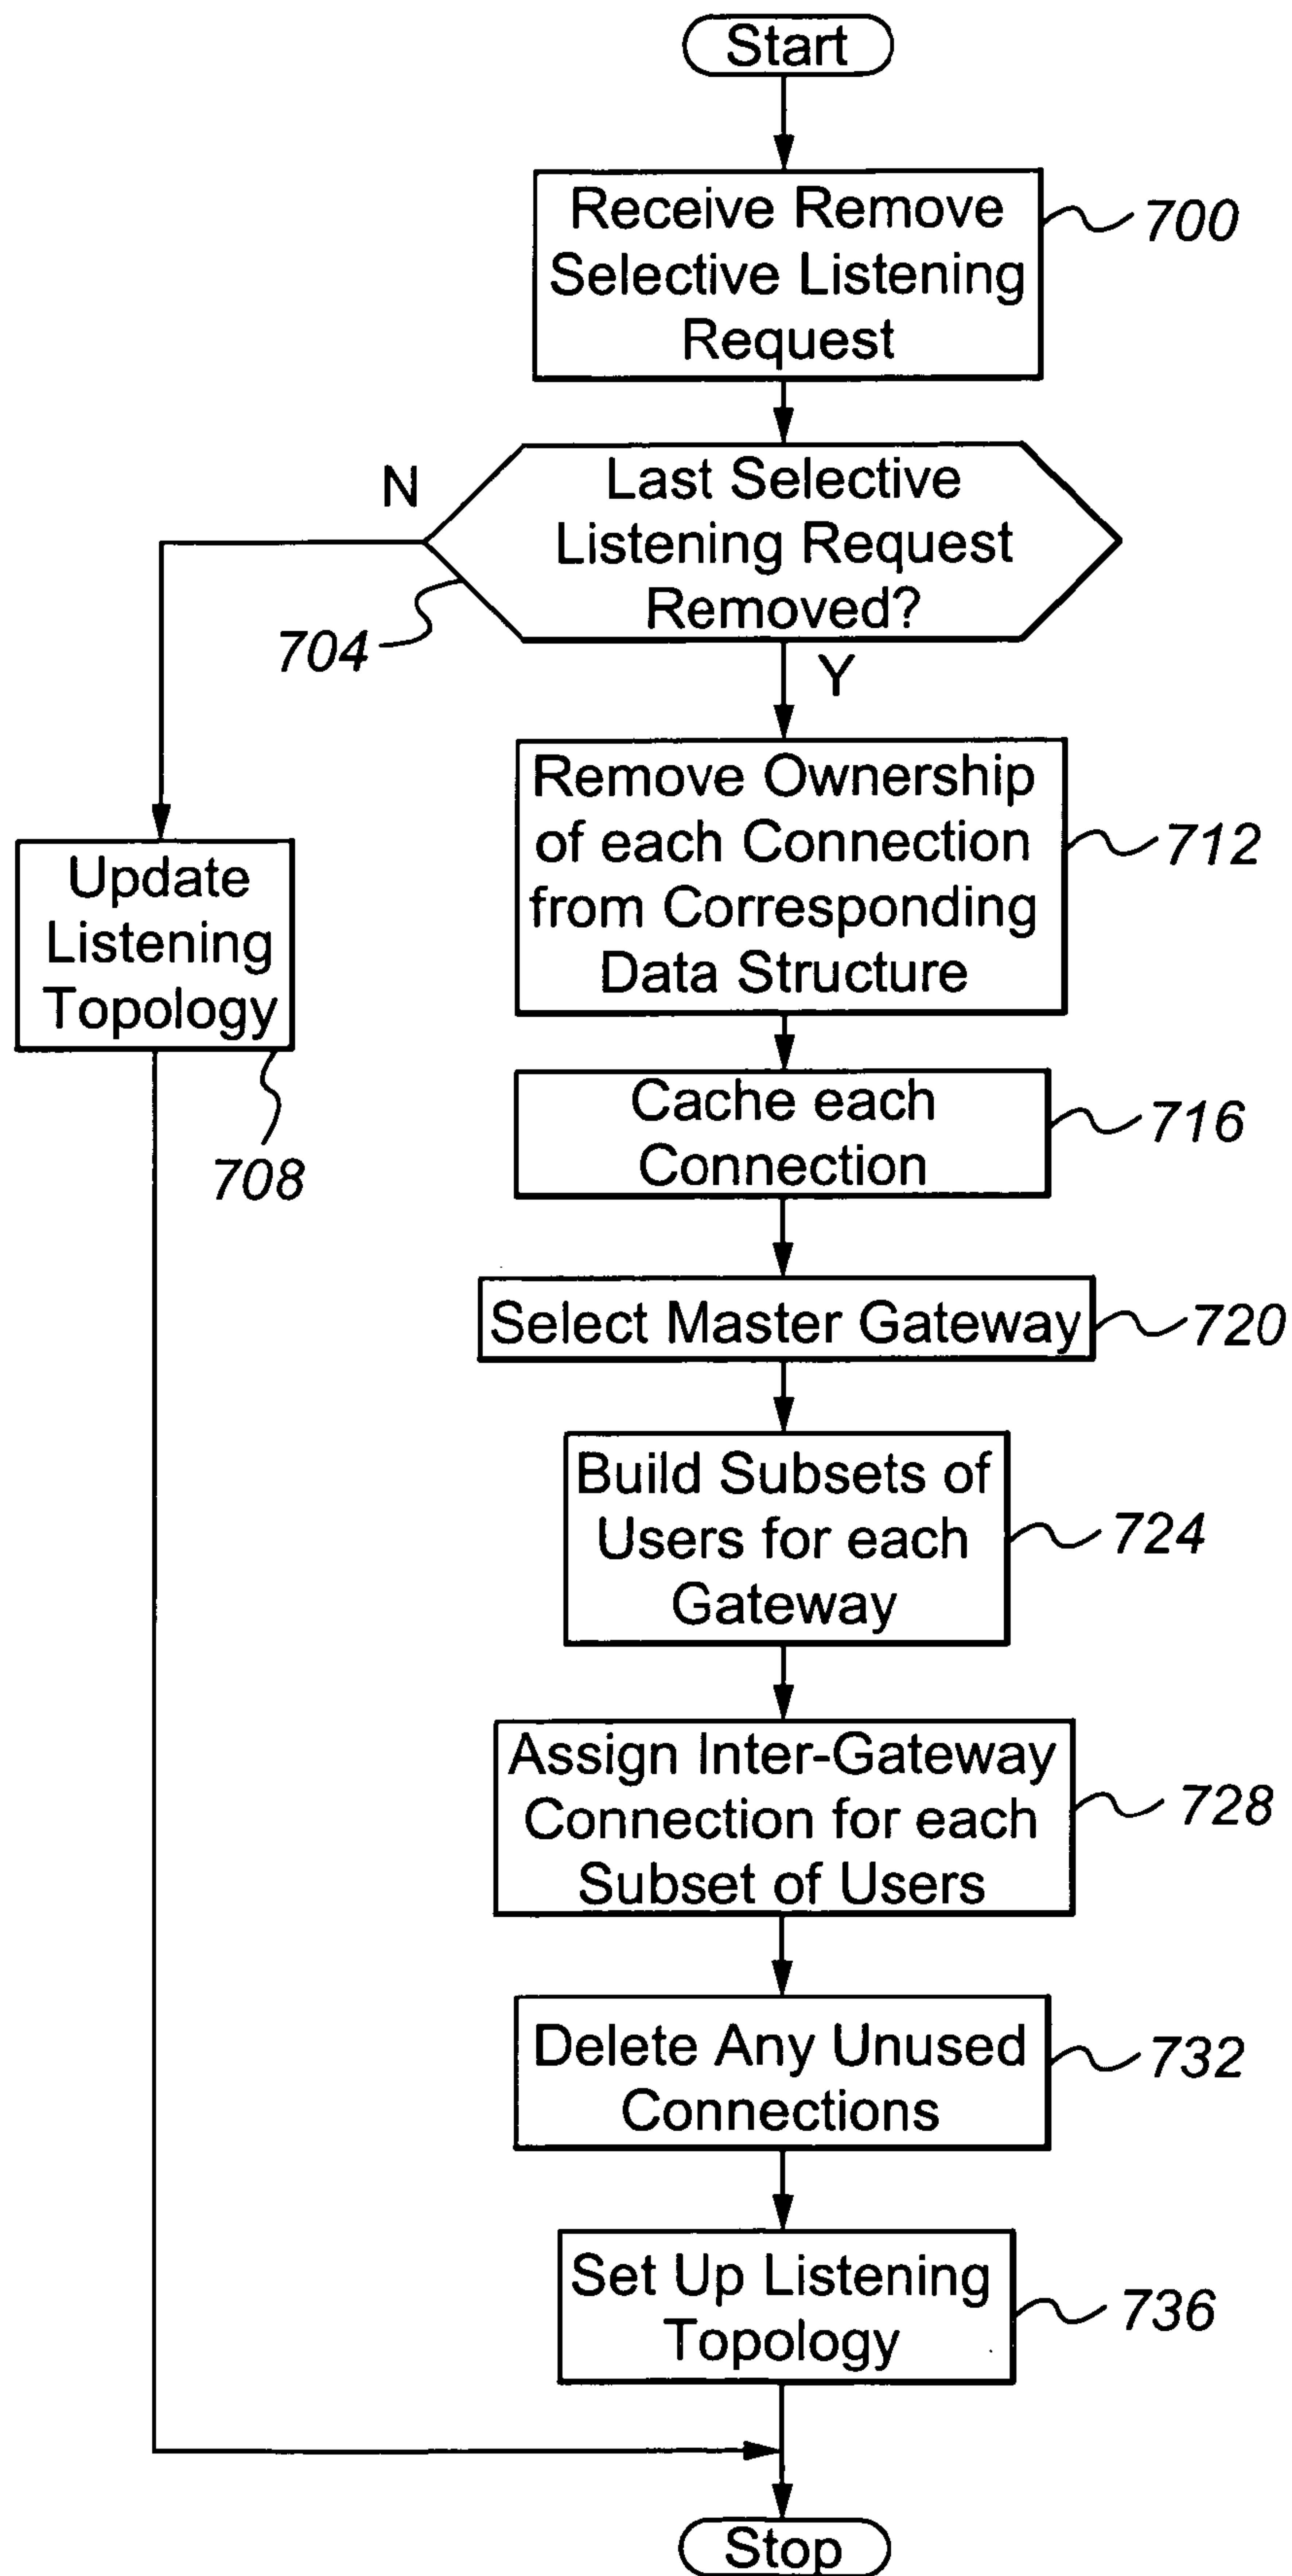 Start
Receive Remove
Selective Listening
Request
700
N
Last Selective
Listening Request
Removed?
704
Y
Remove Ownership
of each Connection
from Corresponding
Data Structure
712
Update
Listening
Topology
708
Cache each
Connection
716
Select Master Gateway
720
Build Subsets of
Users for each
Gateway
724
Assign Inter-Gateway
Connection for each
Subset of Users
728
Delete Any Unused
Connections
732
Set Up Listening
Topology
736
Stop